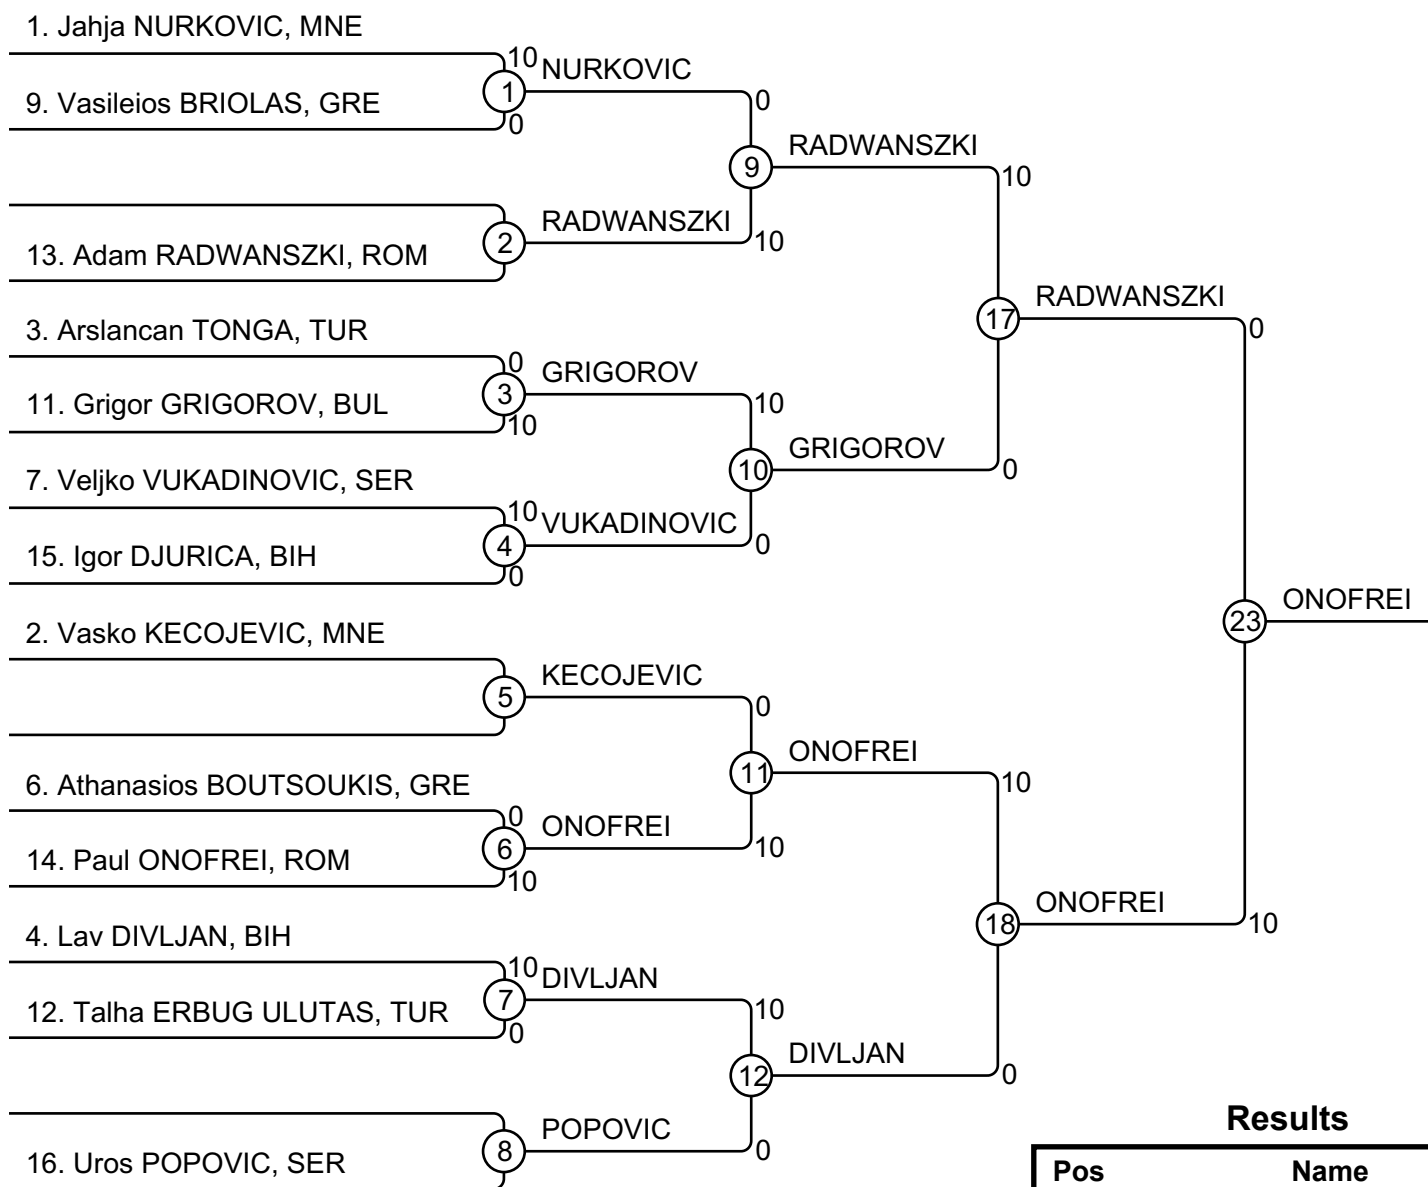 1. Jahja NURKOVIC, MNE
10
NURKOVIC
1
0
9. Vasileios BRIOLAS, GRE
0
RADWANSZKI
9
10
RADWANSZKI
2
10
13. Adam RADWANSZKI, ROM
RADWANSZKI
17
0
3. Arslancan TONGA, TUR
0
GRIGOROV
3
10
11. Grigor GRIGOROV, BUL
10
GRIGOROV
10
0
7. Veljko VUKADINOVIC, SER
10
VUKADINOVIC
4
0
15. Igor DJURICA, BIH
0
ONOFREI
23
2. Vasko KECOJEVIC, MNE
KECOJEVIC
5
0
ONOFREI
11
10
6. Athanasios BOUTSOUKIS, GRE
0
ONOFREI
6
10
14. Paul ONOFREI, ROM
10
ONOFREI
18
10
4. Lav DIVLJAN, BIH
10
DIVLJAN
7
10
12. Talha ERBUG ULUTAS, TUR
0
DIVLJAN
12
0
POPOVIC
8
0
16. Uros POPOVIC, SER
Results
Pos Name